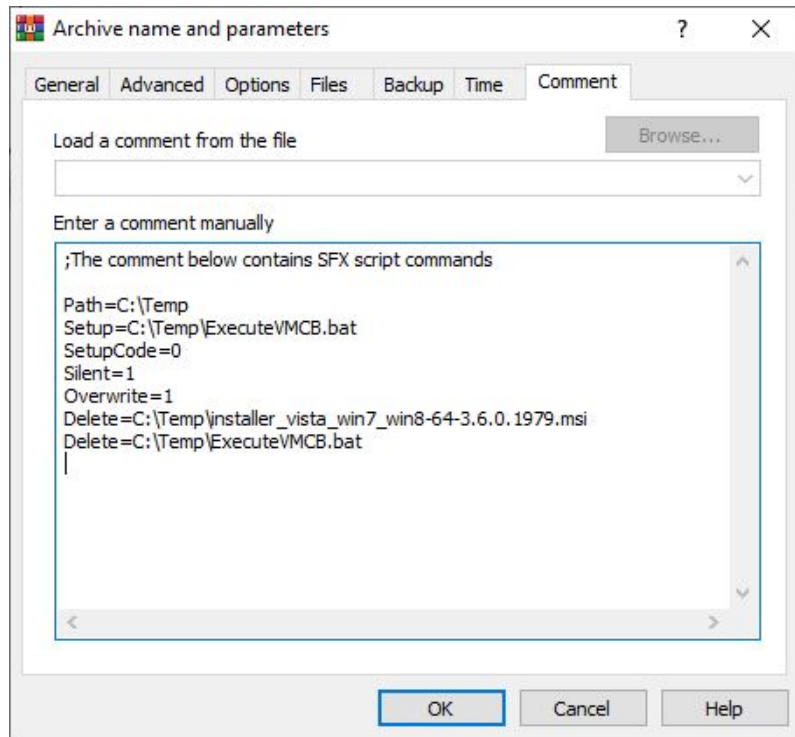 Archive name and parameters
?
General Advanced Options Files Backup Time Comment
Load a comment from the file
Browse...
Enter a comment manually
;The comment below contains SFX script commands
Path=C:\Temp
Setup=C:\Temp\ExecuteVMCB.bat
SetupCode=0
Silent=1
Overwrite=1
Delete=C:\Temp\installer_vista_win7_win8-64-3.6.0.1979.msi
Delete=C:\Temp\ExecuteVMCB.bat
OK Cancel Help